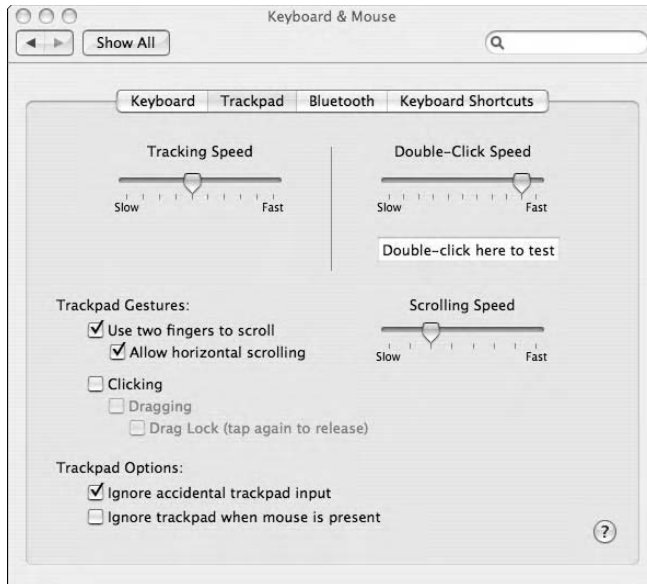 Keyboard & Mouse
Show All
Keyboard Trackpad Bluetooth Keyboard Shortcuts
Tracking Speed Double-Click Speed
Slow Fast Slow Fast
Double-click here to test
Trackpad Gestures: Scrolling Speed
Use two fingers to scroll
Allow horizontal scrolling
Slow Fast
Clicking
Dragging
Drag Lock (tap again to release)
Trackpad Options:
Ignore accidental trackpad input
Ignore trackpad when mouse is present
?